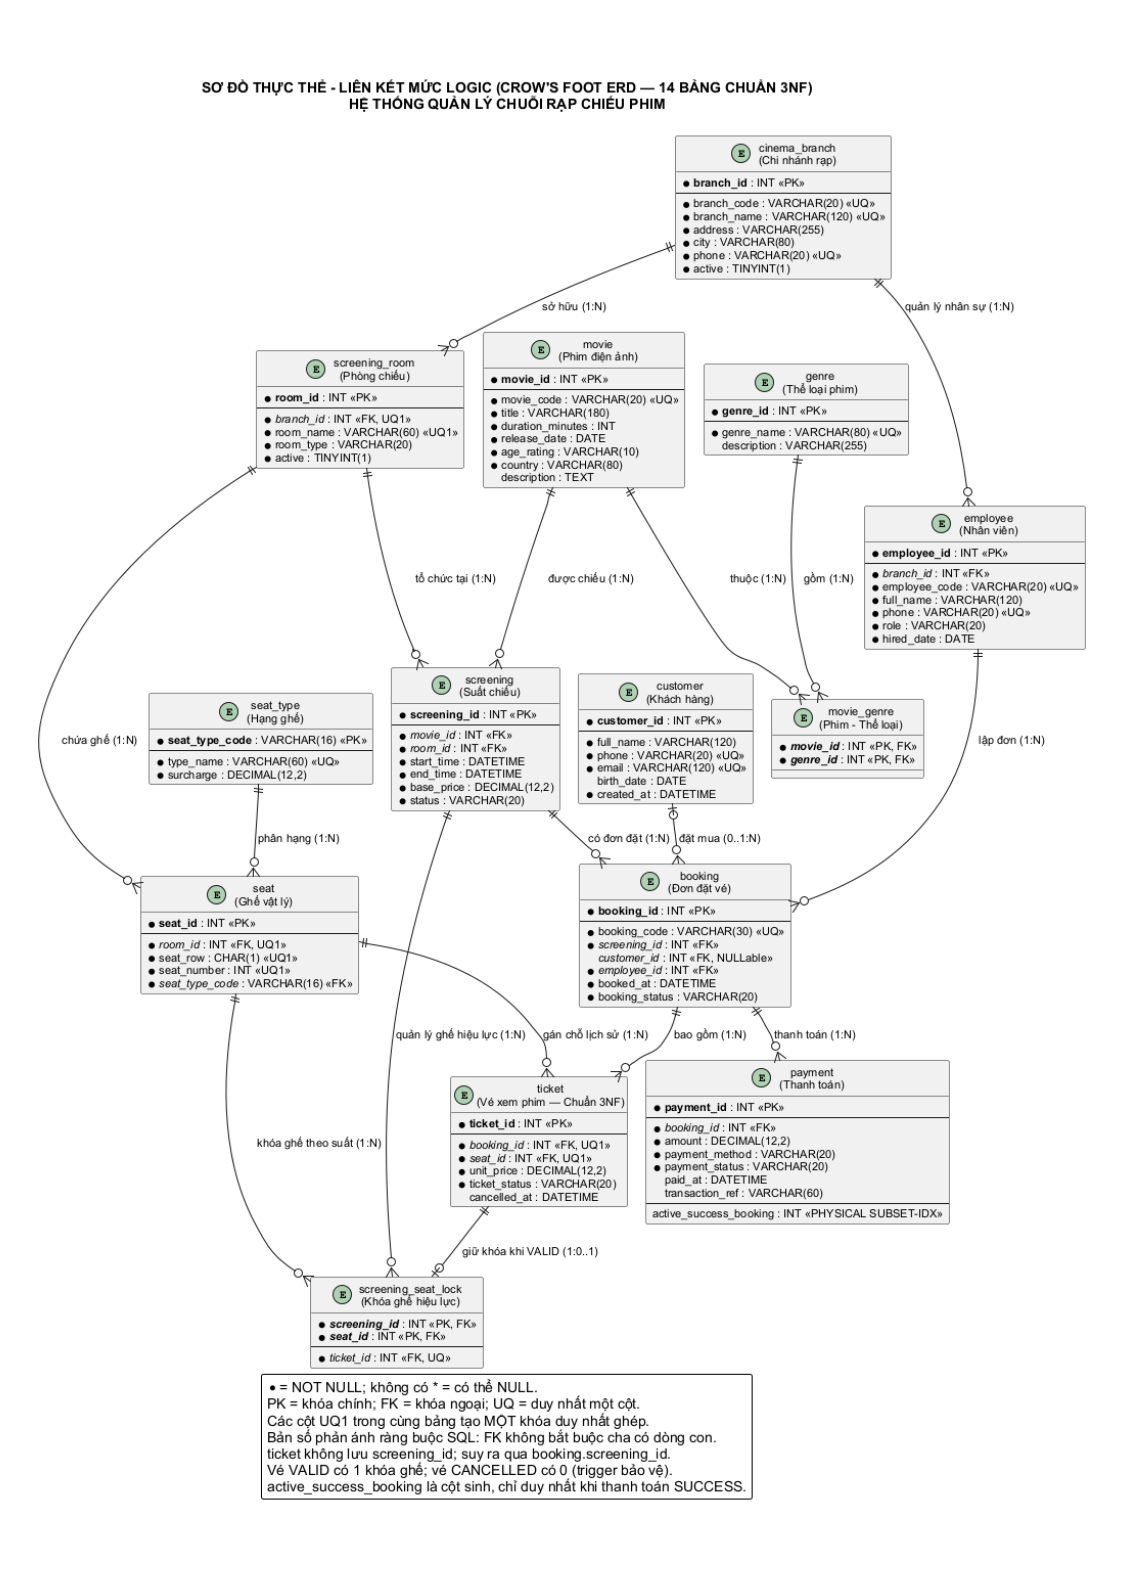 SƠ ĐỒ THỰC THỂ - LIÊN KẾT MỨC LOGIC (CROW'S FOOT ERD — 14 BẢNG CHUẨN 3NF)
HỆ THỐNG QUẢN LÝ CHUỖI RẠP CHIẾU PHIM
E
cinema_branch
(Chi nhánh rạp)
● branch_id : INT «PK»
● branch_code : VARCHAR(20) «UQ»
● branch_name : VARCHAR(120) «UQ»
● address : VARCHAR(255)
● city : VARCHAR(80)
● phone : VARCHAR(20) «UQ»
● active : TINYINT(1)
sở hữu (1:N)
quản lý nhân sự (1:N)
E
screening_room
(Phòng chiếu)
● room_id : INT «PK»
● branch_id : INT «FK, UQ1»
● room_name : VARCHAR(60) «UQ1»
● room_type : VARCHAR(20)
● active : TINYINT(1)
E
movie
(Phim điện ảnh)
● movie_id : INT «PK»
● movie_code : VARCHAR(20) «UQ»
● title : VARCHAR(180)
● duration_minutes : INT
● release_date : DATE
● age_rating : VARCHAR(10)
● country : VARCHAR(80)
description : TEXT
E
genre
(Thể loại phim)
● genre_id : INT «PK»
● genre_name : VARCHAR(80) «UQ»
description : VARCHAR(255)
E
employee
(Nhân viên)
● employee_id : INT «PK»
● branch_id : INT «FK»
● employee_code : VARCHAR(20) «UQ»
● full_name : VARCHAR(120)
● phone : VARCHAR(20) «UQ»
● role : VARCHAR(20)
● hired_date : DATE
tổ chức tại (1:N)
được chiếu (1:N)
thuộc (1:N)
gồm (1:N)
E
seat_type
(Hạng ghế)
● seat_type_code : VARCHAR(16) «PK»
● type_name : VARCHAR(60) «UQ»
● surcharge : DECIMAL(12,2)
E
screening
(Suất chiếu)
● screening_id : INT «PK»
● movie_id : INT «FK»
● room_id : INT «FK»
● start_time : DATETIME
● end_time : DATETIME
● base_price : DECIMAL(12,2)
● status : VARCHAR(20)
E
customer
(Khách hàng)
● customer_id : INT «PK»
● full_name : VARCHAR(120)
● phone : VARCHAR(20) «UQ»
● email : VARCHAR(120) «UQ»
birth_date : DATE
● created_at : DATETIME
E
movie_genre
(Phim - Thể loại)
● movie_id : INT «PK, FK»
● genre_id : INT «PK, FK»
chứa ghế (1:N)
lập đơn (1:N)
phân hạng (1:N)
có đơn đặt (1:N)
đặt mua (0..1:N)
E
seat
(Ghế vật lý)
● seat_id : INT «PK»
● room_id : INT «FK, UQ1»
● seat_row : CHAR(1) «UQ1»
● seat_number : INT «UQ1»
● seat_type_code : VARCHAR(16) «FK»
E
booking
(Đơn đặt vé)
● booking_id : INT «PK»
● booking_code : VARCHAR(30) «UQ»
● screening_id : INT «FK»
customer_id : INT «FK, NULLable»
● employee_id : INT «FK»
● booked_at : DATETIME
● booking_status : VARCHAR(20)
quản lý ghế hiệu lực (1:N)
gán chỗ lịch sử (1:N)
bao gồm (1:N)
thanh toán (1:N)
E
ticket
(Vé xem phim — Chuẩn 3NF)
● ticket_id : INT «PK»
● booking_id : INT «FK, UQ1»
● seat_id : INT «FK, UQ1»
● unit_price : DECIMAL(12,2)
● ticket_status : VARCHAR(20)
cancelled_at : DATETIME
E
payment
(Thanh toán)
● payment_id : INT «PK»
● booking_id : INT «FK»
● amount : DECIMAL(12,2)
● payment_method : VARCHAR(20)
● payment_status : VARCHAR(20)
paid_at : DATETIME
transaction_ref : VARCHAR(60)
active_success_booking : INT «PHYSICAL SUBSET-IDX»
khóa ghế theo suất (1:N)
giữ khóa khi VALID (1:0..1)
E
screening_seat_lock
(Khóa ghế hiệu lực)
● screening_id : INT «PK, FK»
● seat_id : INT «PK, FK»
● ticket_id : INT «FK, UQ»
• = NOT NULL; không có * = có thể NULL.
PK = khóa chính; FK = khóa ngoại; UQ = duy nhất một cột.
Các cột UQ1 trong cùng bảng tạo MỘT khóa duy nhất ghép.
Bản số phản ánh ràng buộc SQL: FK không bắt buộc cha có dòng con.
ticket không lưu screening_id; suy ra qua booking.screening_id.
Vé VALID có 1 khóa ghế; vé CANCELLED có 0 (trigger bảo vệ).
active_success_booking là cột sinh, chỉ duy nhất khi thanh toán SUCCESS.